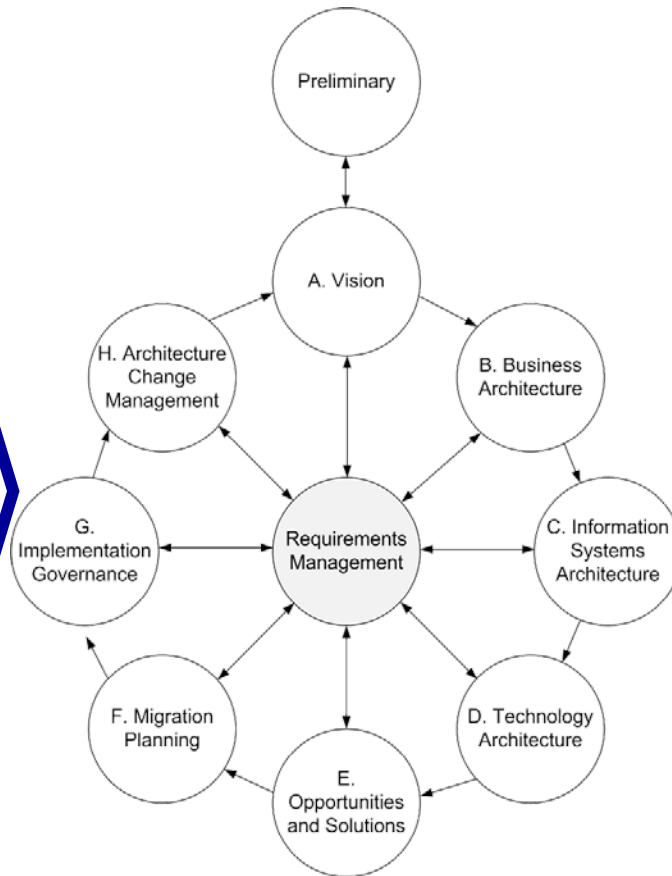 Preliminary
A. Vision
H. Architecture
Change
Management
B. Business
Architecture
G.
Implementation
Governance
Requirements
Management
C. Information
Systems
Architecture
F. Migration
Planning
D. Technology
Architecture
E.
Opportunities
and Solutions